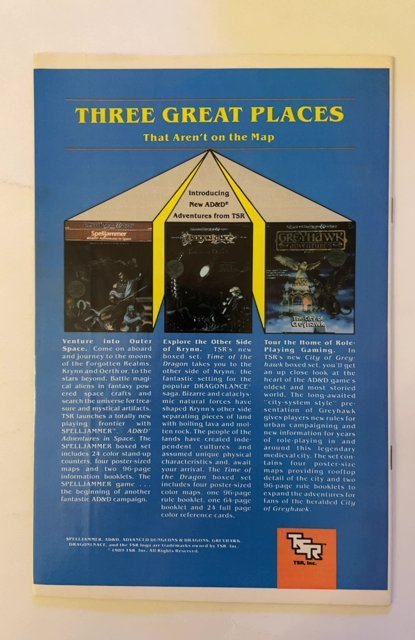 THREE GREAT PLACES
That Aren't on the Map
Introducing
New AD&D®
Adventures from TSR
Spelljammer
GREYHAWK
ADVENTURES
The City of
Greyhawk
Venture into Outer
Space. Come on aboard
and journey to the moons
of the Forgotten Realms,
Krynn and Oerth or, to the
stars beyond. Battle magi-
cal aliens in fantasy pow-
ered space crafts and
search the universe for trea-
sure and mystical artifacts.
TSR launches a totally new
playing frontier with
SPELLJAMMER™ AD&D®
Adventures in Space. The
SPELLJAMMER boxed set
includes 24 color stand-up
counters, four poster-sized
maps and two 96-page
information booklets. The
SPELLJAMMER game . . . .
the beginning of another
fantastic AD&D campaign.
Explore the Other Side
of Krynn. TSR's new
boxed set, Time of the
Dragon takes you to the
other side of Krynn, the
fantastic setting for the
popular DRAGONLANCE®
saga. Bizarre and cataclys-
mic natural forces have
shaped Krynn's other side
separating pieces of land
with boiling lava and mol-
ten rock. The people of the
lands have created inde-
pendent cultures and
assumed unique physical
characteristics and, await
your arrival. The Time of
the Dragon boxed set
includes four poster-sized
color maps, one 96-page
rule booklet, one 64-page
booklet and 24 full page
color reference cards.
Tour the Home of Role-
Playing Gaming. In
TSR's new City of Grey-
hawk boxed set, you'll get
an up close look at the
heart of the AD&D game's
oldest and most storied
world. The long-awaited
"city-system style" pre-
sentation of Greyhawk
gives players new rules for
urban campaigning and
new information for years
of role-playing in and
around this legendary
medieval city. The set con-
tains four poster-size
maps providing rooftop
detail of the city and two
96-page rule booklets to
expand the adventures for
fans of the heralded City
of Greyhawk.
SPELLJAMMER, AD&D, ADVANCED DUNGEONS & DRAGONS, GREYHAWK,
DRAGONLANCE, and the TSR logo are trademarks owned by TSR, Inc.
©1989 TSR, Inc. All Rights Reserved.
TSR
TSR, Inc.